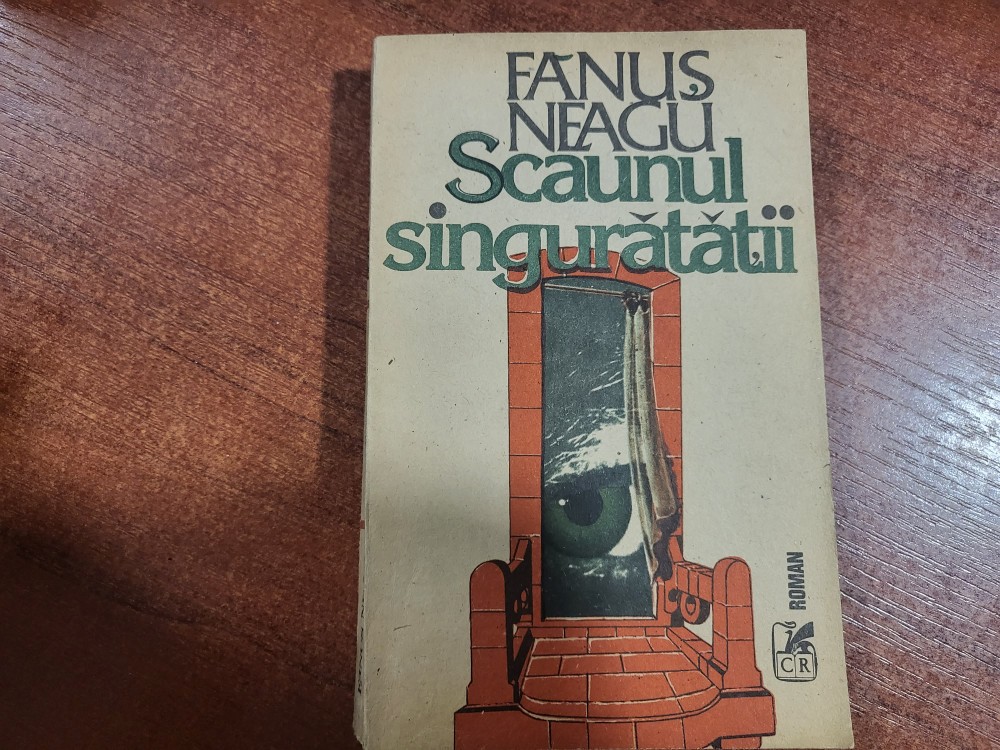 FĂNUȘ
NEAGU
Scaunul
singurătății
ROMAN
CR